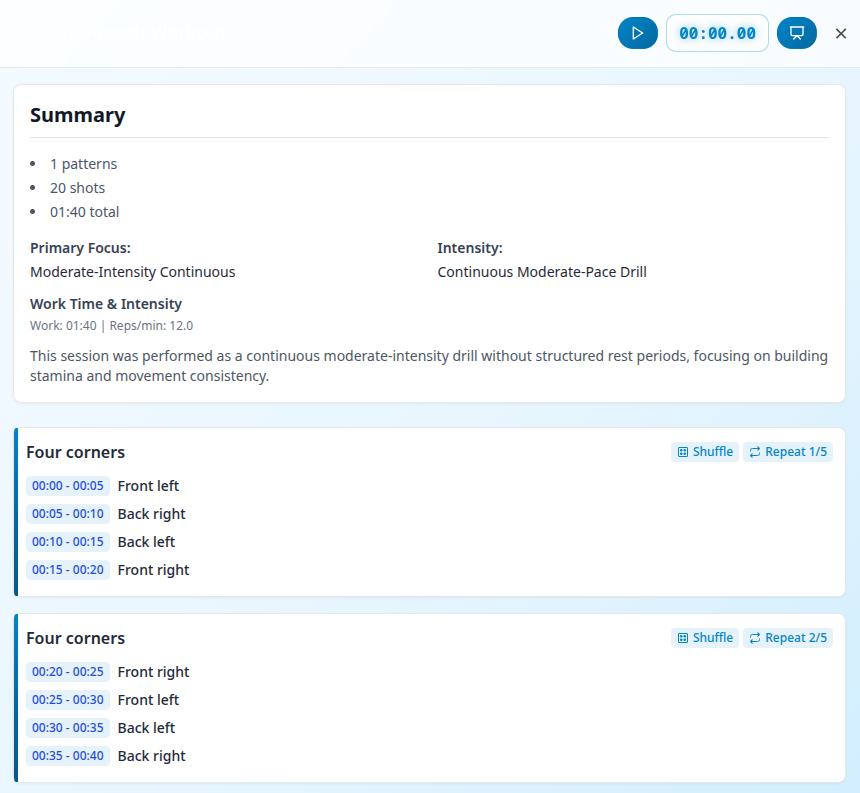 Workout
00:00.00
Summary
1 patterns
20 shots
01:40 total
Primary Focus:
Moderate-Intensity Continuous
Intensity:
Continuous Moderate-Pace Drill
Work Time & Intensity
Work: 01:40 | Reps/min: 12.0
This session was performed as a continuous moderate-intensity drill without structured rest periods, focusing on building
stamina and movement consistency.
Four corners
Shuffle
Repeat 1/5
00:00 - 00:05 Front left
00:05 - 00:10 Back right
00:10 - 00:15 Back left
00:15 - 00:20 Front right
Four corners
Shuffle
Repeat 2/5
00:20 - 00:25 Front right
00:25 - 00:30 Front left
00:30 - 00:35 Back left
00:35 - 00:40 Back right